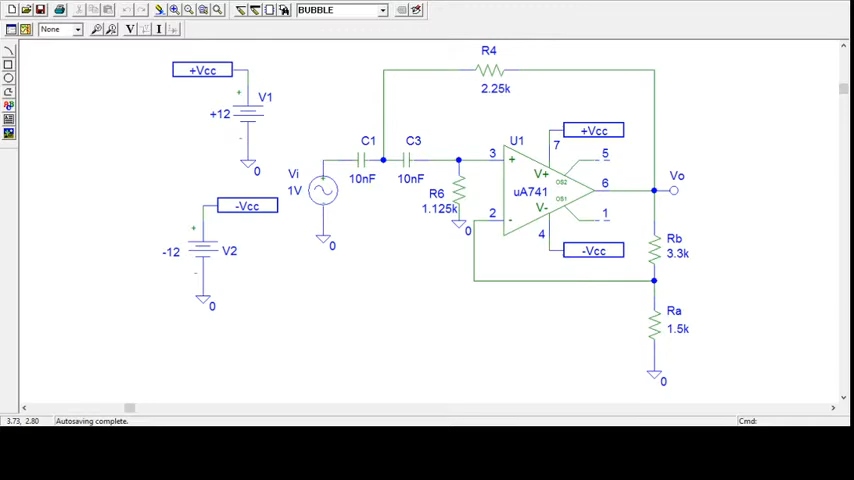 BUBBLE
None
V I
R4
2.25k
+Vcc
+
V1
+12
-
0
C1
C3
10nF
10nF
Vi
1V
+
-
0
R6
1.125k
0
U1
3
+
7
V+
+Vcc
OS2
5
uA741
6
Vo
OS1
2
-
V-
1
4
-Vcc
-Vcc
+
-12
V2
-
0
Rb
3.3k
Ra
1.5k
0
3.73, 2.80 Autosaving complete. Cmd: